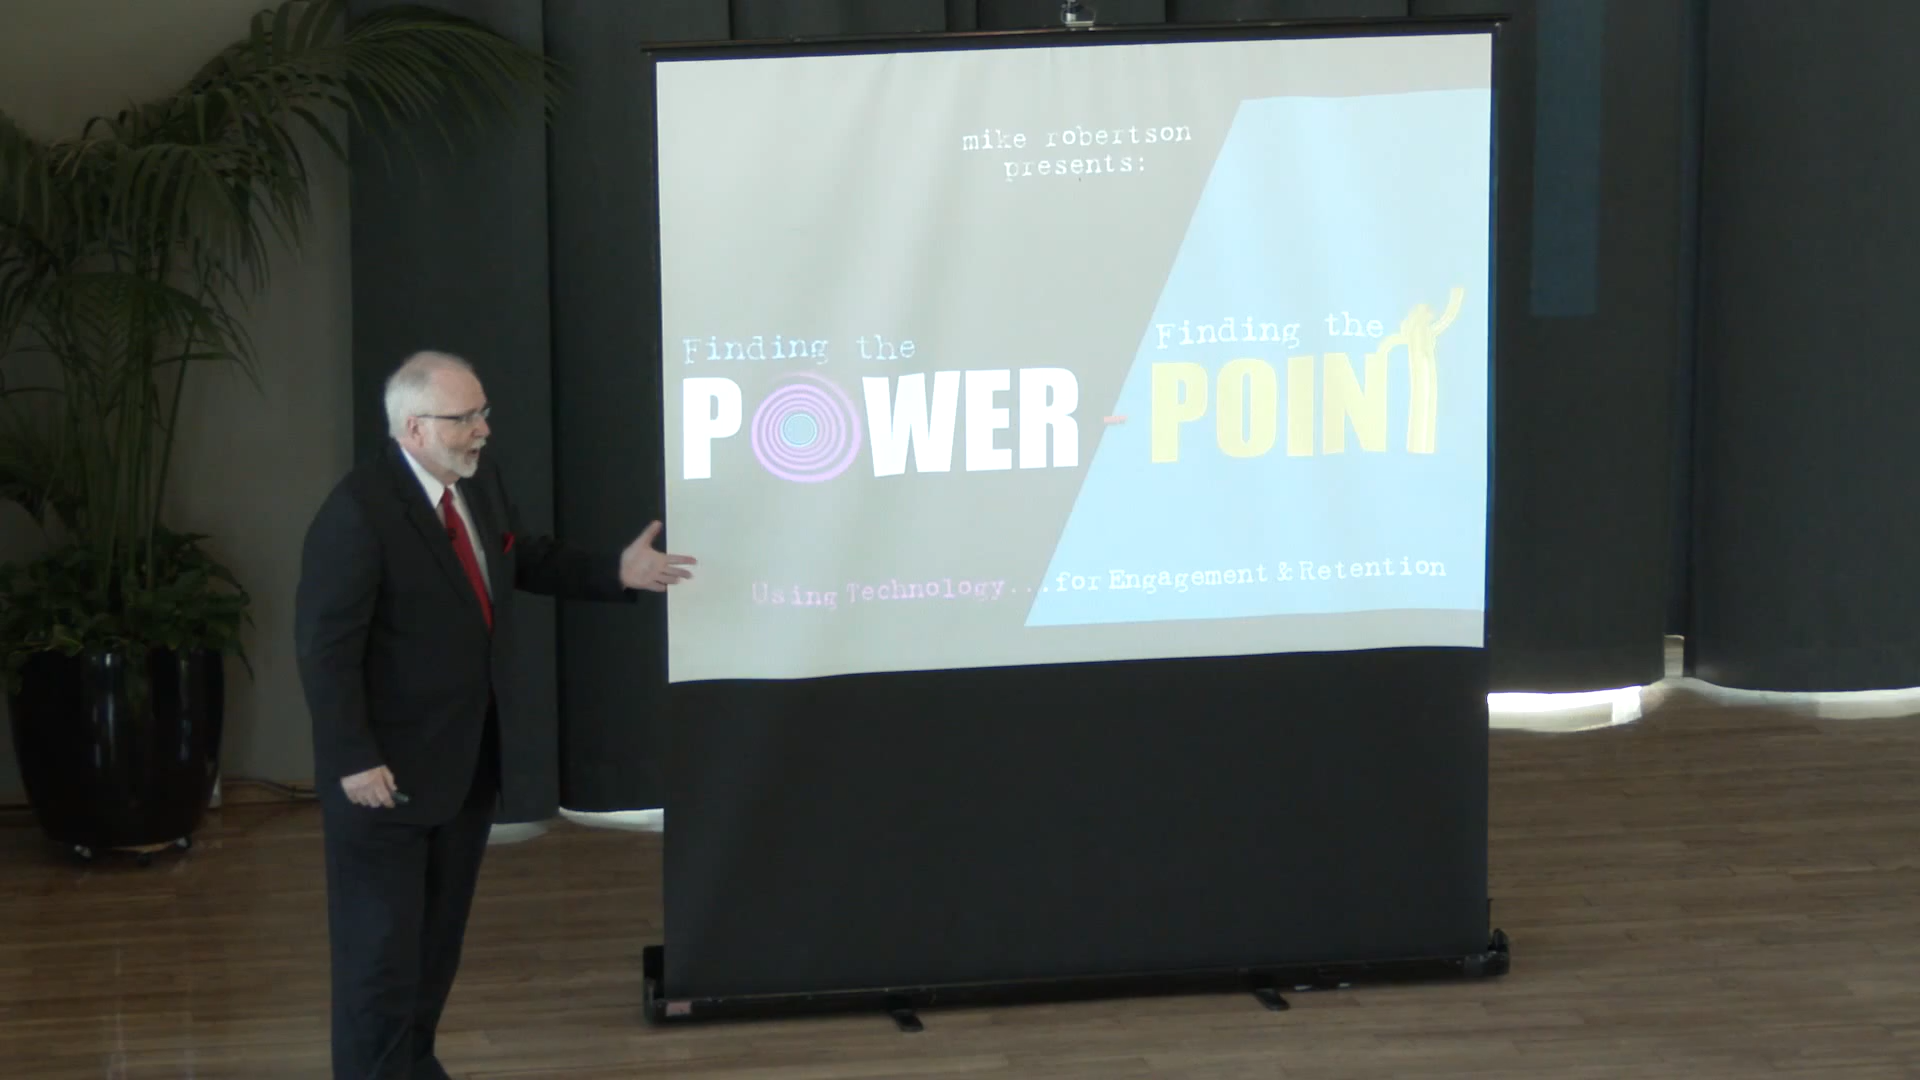 mike robertson
presents:
Finding the
POWER-
Finding the
POINT
Using Technology...for Engagement & Retention